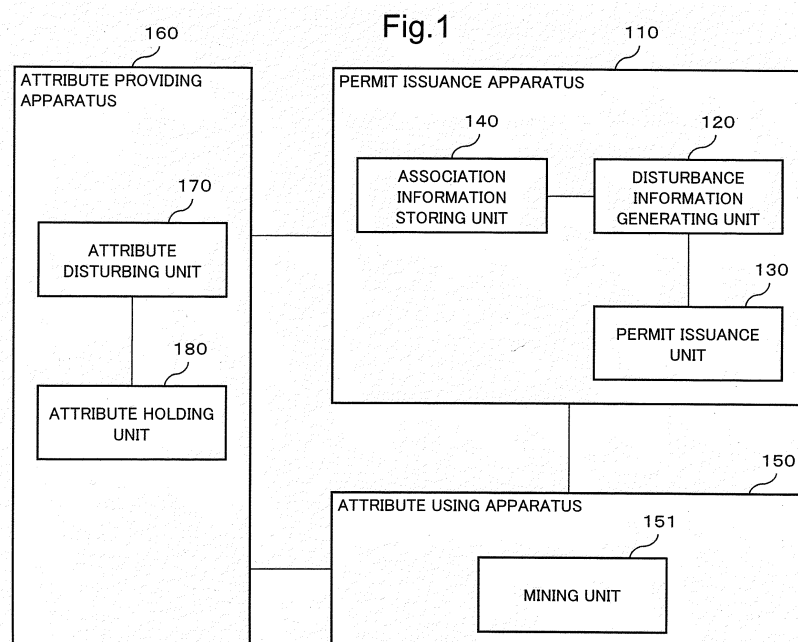 Fig.1
160
ATTRIBUTE PROVIDING
APPARATUS
170
ATTRIBUTE
DISTURBING UNIT
180
ATTRIBUTE HOLDING
UNIT
110
PERMIT ISSUANCE APPARATUS
140
ASSOCIATION
INFORMATION
STORING UNIT
120
DISTURBANCE
INFORMATION
GENERATING UNIT
130
PERMIT ISSUANCE
UNIT
150
ATTRIBUTE USING APPARATUS
151
MINING UNIT